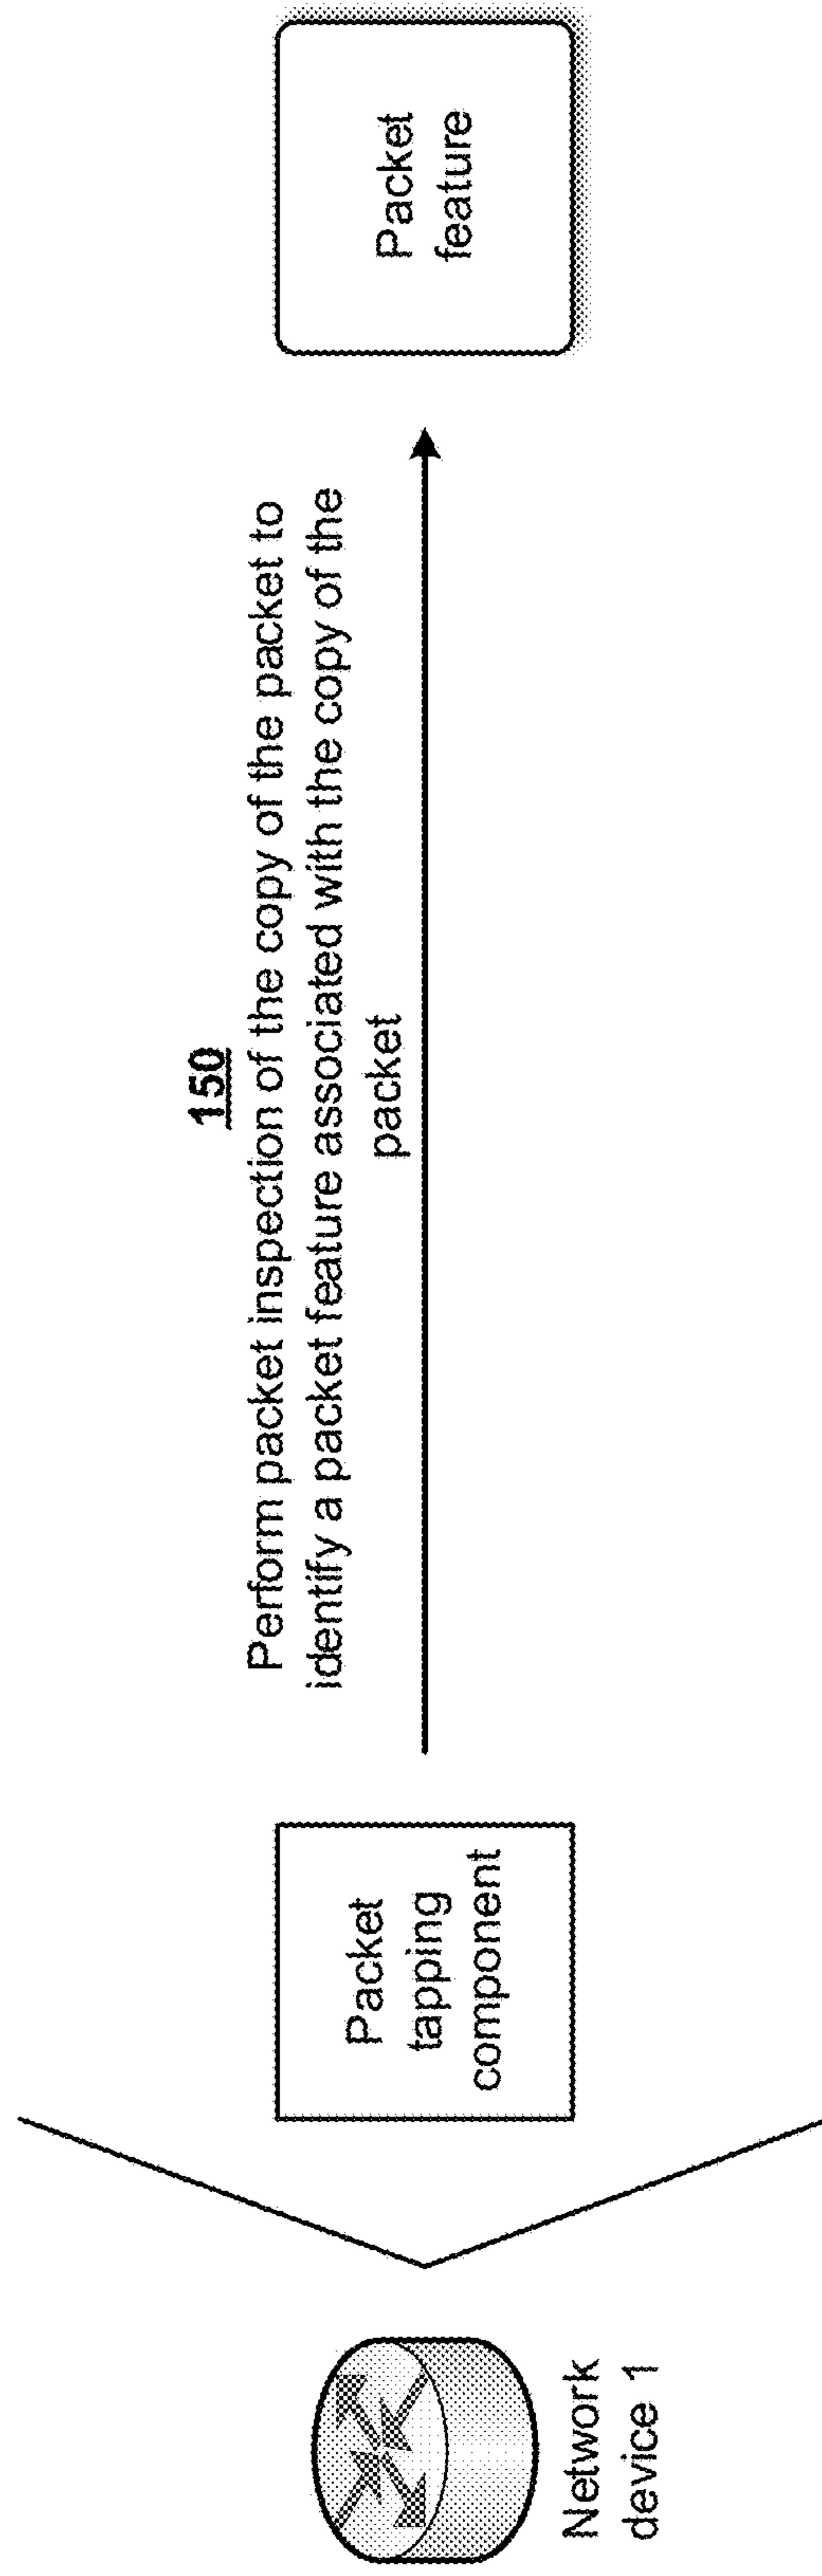 150
Perform packet inspection of the copy of the packet to
identify a packet feature associated with the copy of the
packet
Network
device 1
Packet
tapping
component
Packet
feature